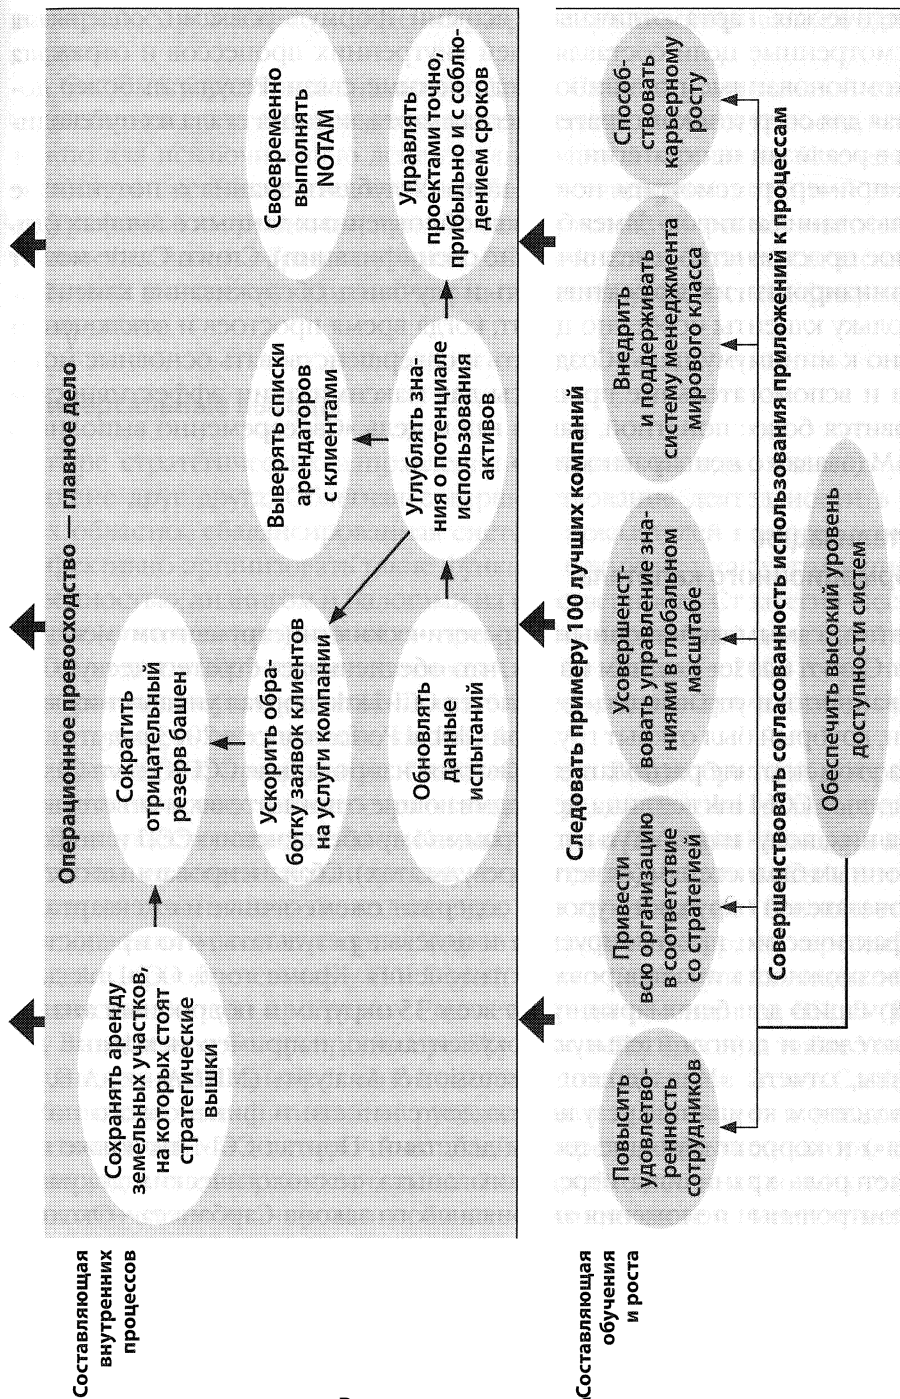 Составляющая
внутренних
процессов
Операционное превосходство — главное дело
Сохранять аренду
земельных участков,
на которых стоят
стратегические
вышки
Сократить
отрицательный
резерв башен
Ускорить обра-
ботку заявок клиентов
на услуги компании
Обновлять
данные
испытаний
Выверять списки
арендаторов
с клиентами
Углублять зна-
ния о потенциале
использования
активов
Своевременно
выполнять
NOTAM
Управлять
проектами точно,
прибыльно и с соблю-
дением сроков
Составляющая
обучения
и роста
Следовать примеру 100 лучших компаний
Повысить
удовлетво-
ренность
сотрудников
Привести
всю организацию
в соответствие
со стратегией
Усовершенст-
вовать управление зна-
ниями в глобальном
масштабе
Внедрить
и поддерживать
систему менеджмента
мирового класса
Способ-
ствовать
карьерному
росту
Совершенствовать согласованность использования приложений к процессам
Обеспечить высокий уровень
доступности систем